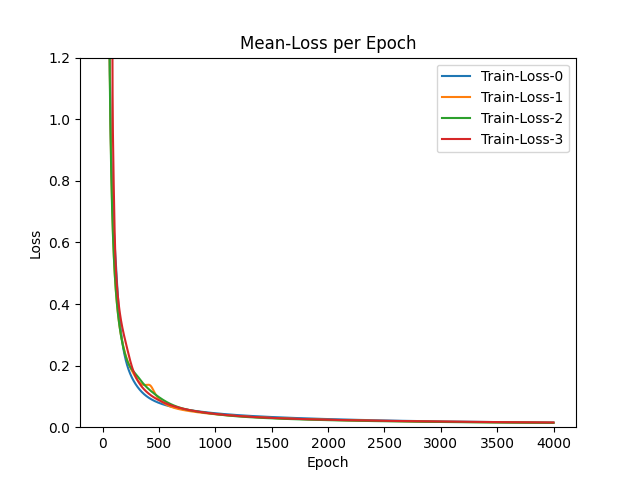 Mean-Loss per Epoch
Train-Loss-0
Train-Loss-1
Train-Loss-2
Train-Loss-3
Loss
1.2
1.0
0.8
0.6
0.4
0.2
0.0
0 500 1000 1500 2000 2500 3000 3500 4000
Epoch